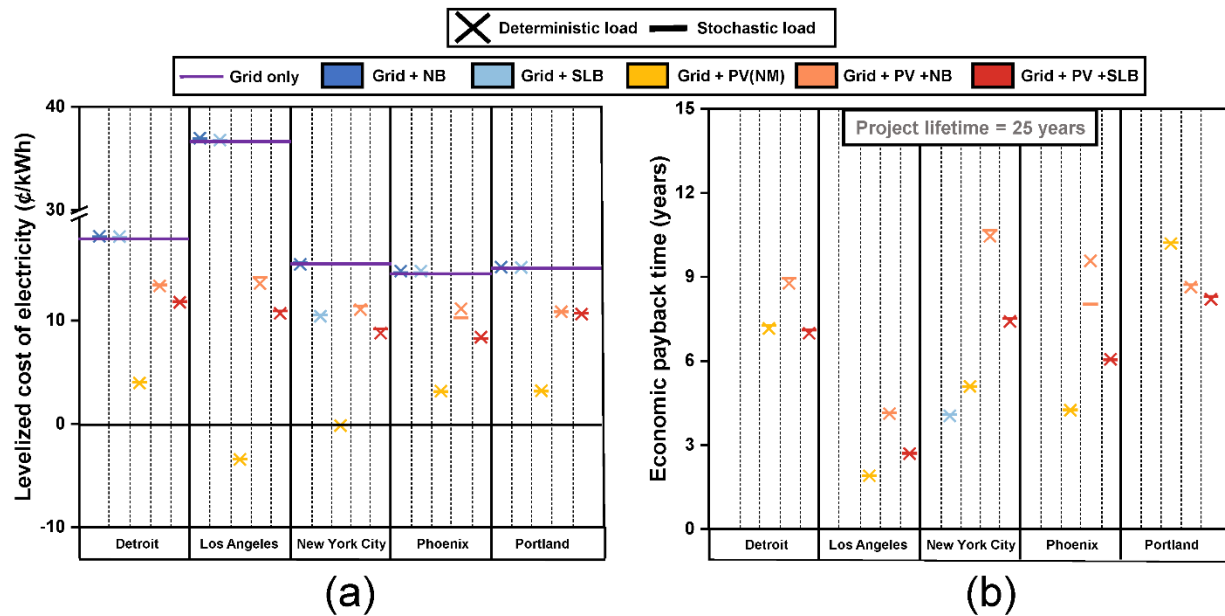 Deterministic load Stochastic load
Grid only Grid + NB Grid + SLB Grid + PV(NM) Grid + PV +NB Grid + PV +SLB
Levelized cost of electricity (¢/kWh)
40
30
10
0
-10
Detroit Los Angeles New York City Phoenix Portland
(a)
Economic payback time (years)
15
12
9
6
3
0
Project lifetime = 25 years
Detroit Los Angeles New York City Phoenix Portland
(b)